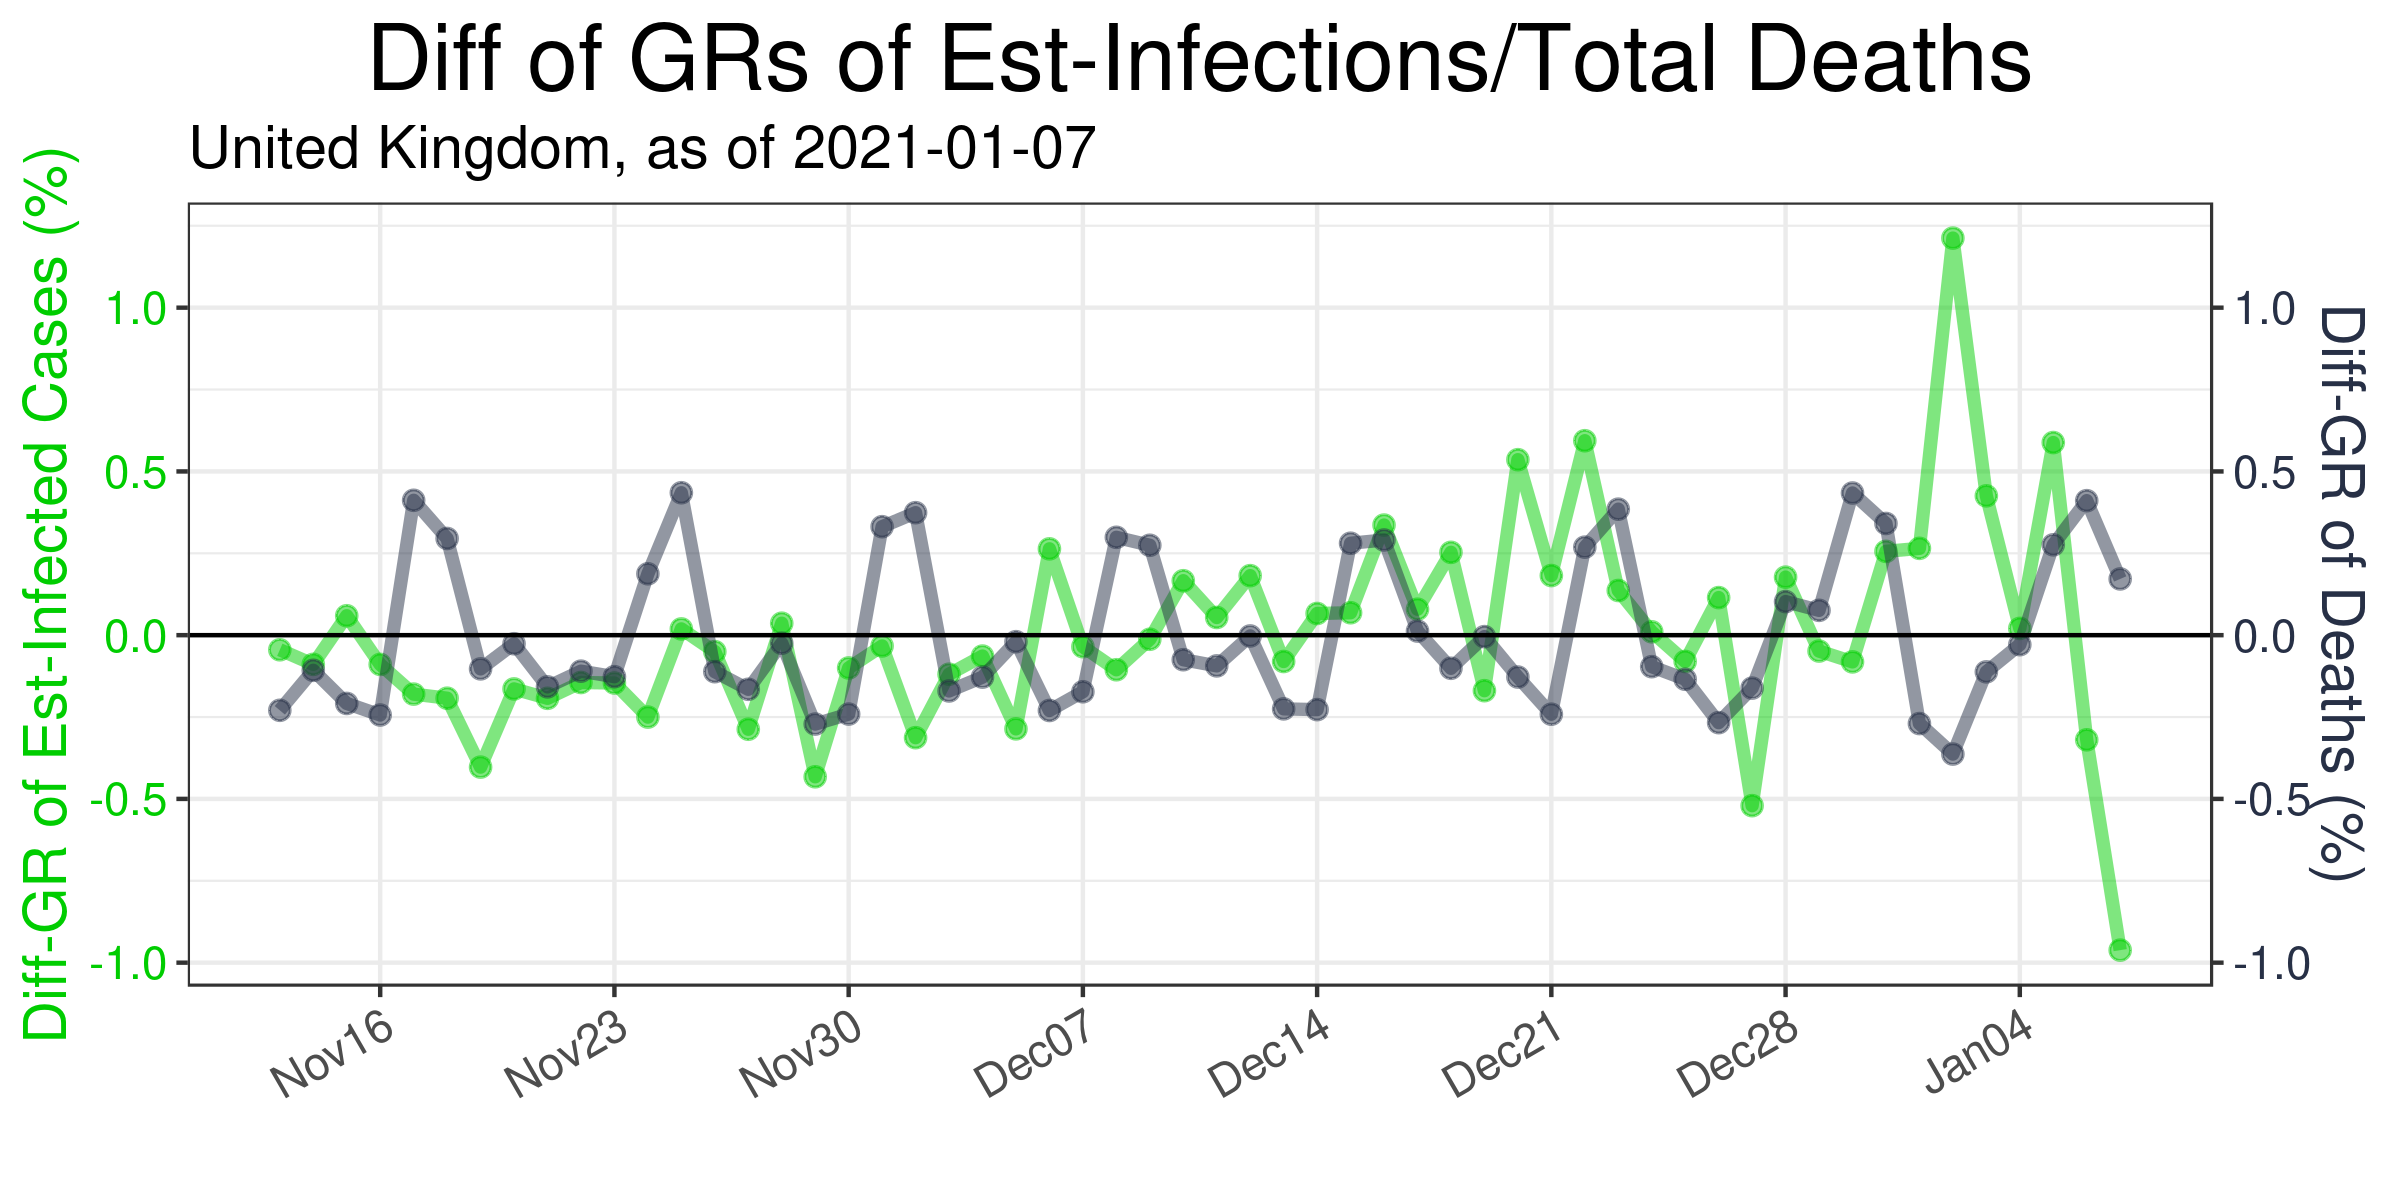 Diff of GRs of Est-Infections/Total Deaths
United Kingdom, as of 2021-01-07
Diff-GR of Est-Infected Cases (%)
1.0
0.5
0.0
-0.5
-1.0
1.0
0.5
0.0
-0.5
-1.0
Diff-GR of Deaths (%)
Nov16
Nov23
Nov30
Dec07
Dec14
Dec21
Dec28
Jan04